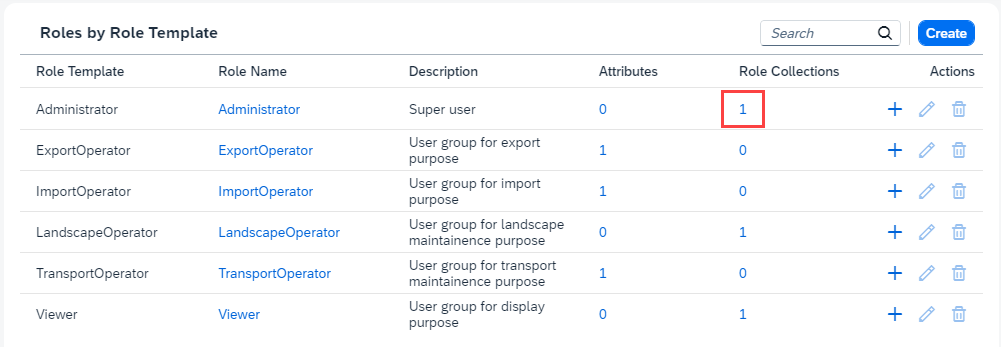 Roles by Role Template
Search
Create
Role Template Role Name Description Attributes Role Collections Actions
Administrator Administrator Super user 0 1
ExportOperator ExportOperator User group for export purpose 1 0
ImportOperator ImportOperator User group for import purpose 1 0
LandscapeOperator LandscapeOperator User group for landscape maintainence purpose 0 1
TransportOperator TransportOperator User group for transport maintainence purpose 1 0
Viewer Viewer User group for display purpose 0 1